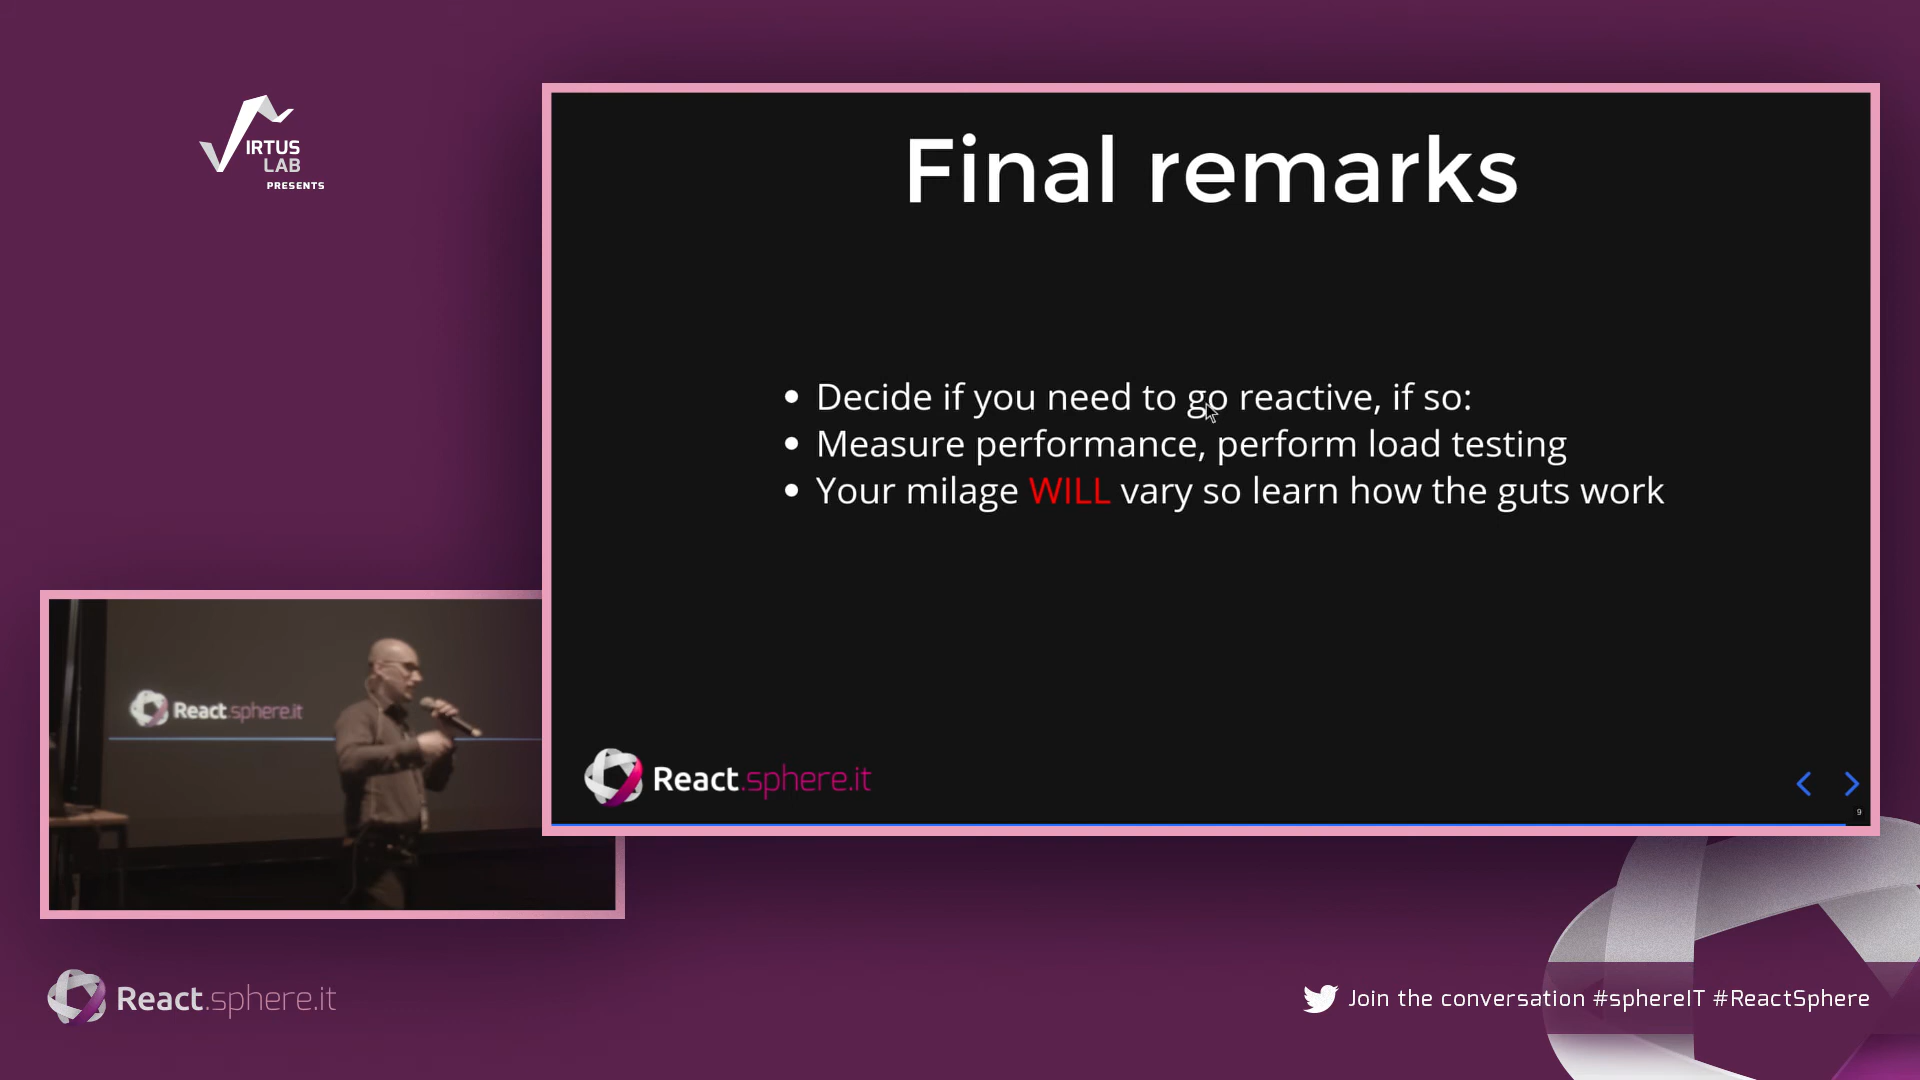 VIRTUS
LAB
PRESENTS
Final remarks
• Decide if you need to go reactive, if so:
• Measure performance, perform load testing
• Your milage WILL vary so learn how the guts work
React.sphere.it
9
React.sphere.it
React.sphere.it
Join the conversation #sphereIT #ReactSphere